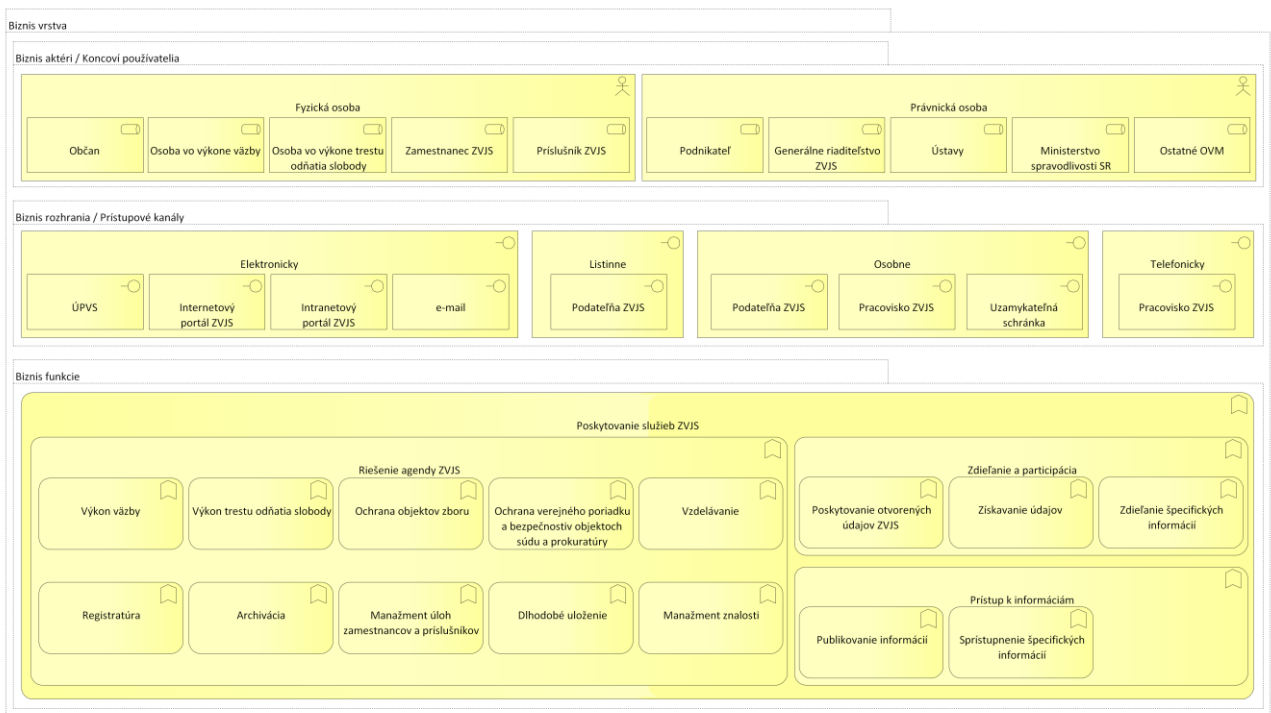 Biznis vrstva
Biznis aktéri / Koncoví používatelia
Fyzická osoba
Občan
Osoba vo výkone väzby
Osoba vo výkone trestu
odňatia slobody
Zamestnanec ZVJS
Príslušník ZVJS
Právnická osoba
Podnikateľ
Generálne riaditeľstvo
ZVJS
Ústavy
Ministerstvo
spravodlivosti SR
Ostatné OVM
Biznis rozhrania / Prístupové kanály
Elektronicky
ÚPVS
Internetový
portál ZVJS
Intranetový
portál ZVJS
e-mail
Listinne
Podateľňa ZVJS
Osobne
Podateľňa ZVJS
Pracovisko ZVJS
Uzamykateľná
schránka
Telefonicky
Pracovisko ZVJS
Biznis funkcie
Poskytovanie služieb ZVJS
Riešenie agendy ZVJS
Výkon väzby
Výkon trestu odňatia slobody
Ochrana objektov zboru
Ochrana verejného poriadku
a bezpečnostiv objektoch
súdu a prokuratúry
Vzdelávanie
Registratúra
Archivácia
Manažment úloh
zamestnancov a príslušníkov
Dlhodobé uloženie
Manažment znalosti
Zdieľanie a participácia
Poskytovanie otvorených
údajov ZVJS
Získavanie údajov
Zdieľanie špecifických
informácií
Prístup k informáciám
Publikovanie informácií
Sprístupnenie špecifických
informácií